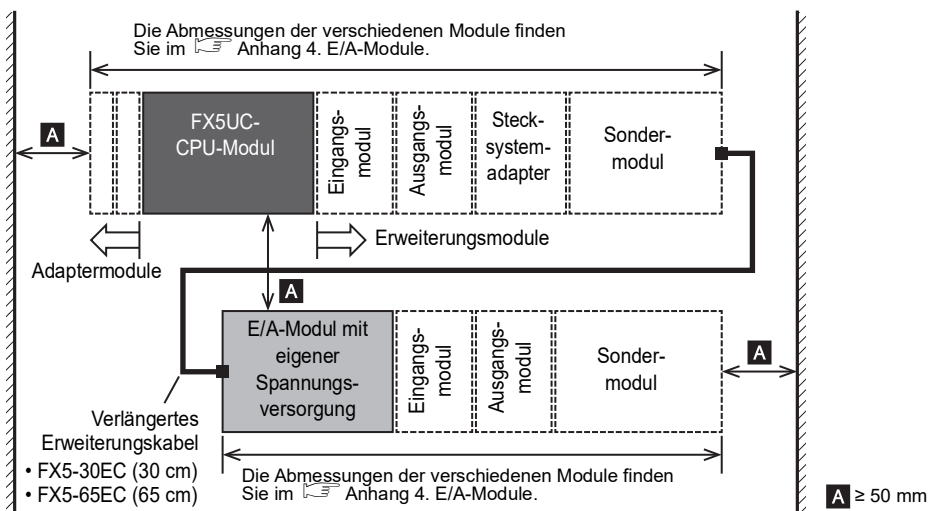 Die Abmessungen der verschiedenen Module finden
Sie im ☞ Anhang 4. E/A-Module.
A
FX5UC-
CPU-Modul
Eingangs-
modul
Ausgangs-
modul
Steck-
system-
adapter
Sonder-
modul
Adaptermodule
Erweiterungsmodule
A
E/A-Modul mit
eigener
Spannungs-
versorgung
Eingangs-
modul
Ausgangs-
modul
Sonder-
modul
A
Verlängertes
Erweiterungskabel
• FX5-30EC (30 cm)
• FX5-65EC (65 cm)
Die Abmessungen der verschiedenen Module finden
Sie im ☞ Anhang 4. E/A-Module.
A ≥ 50 mm